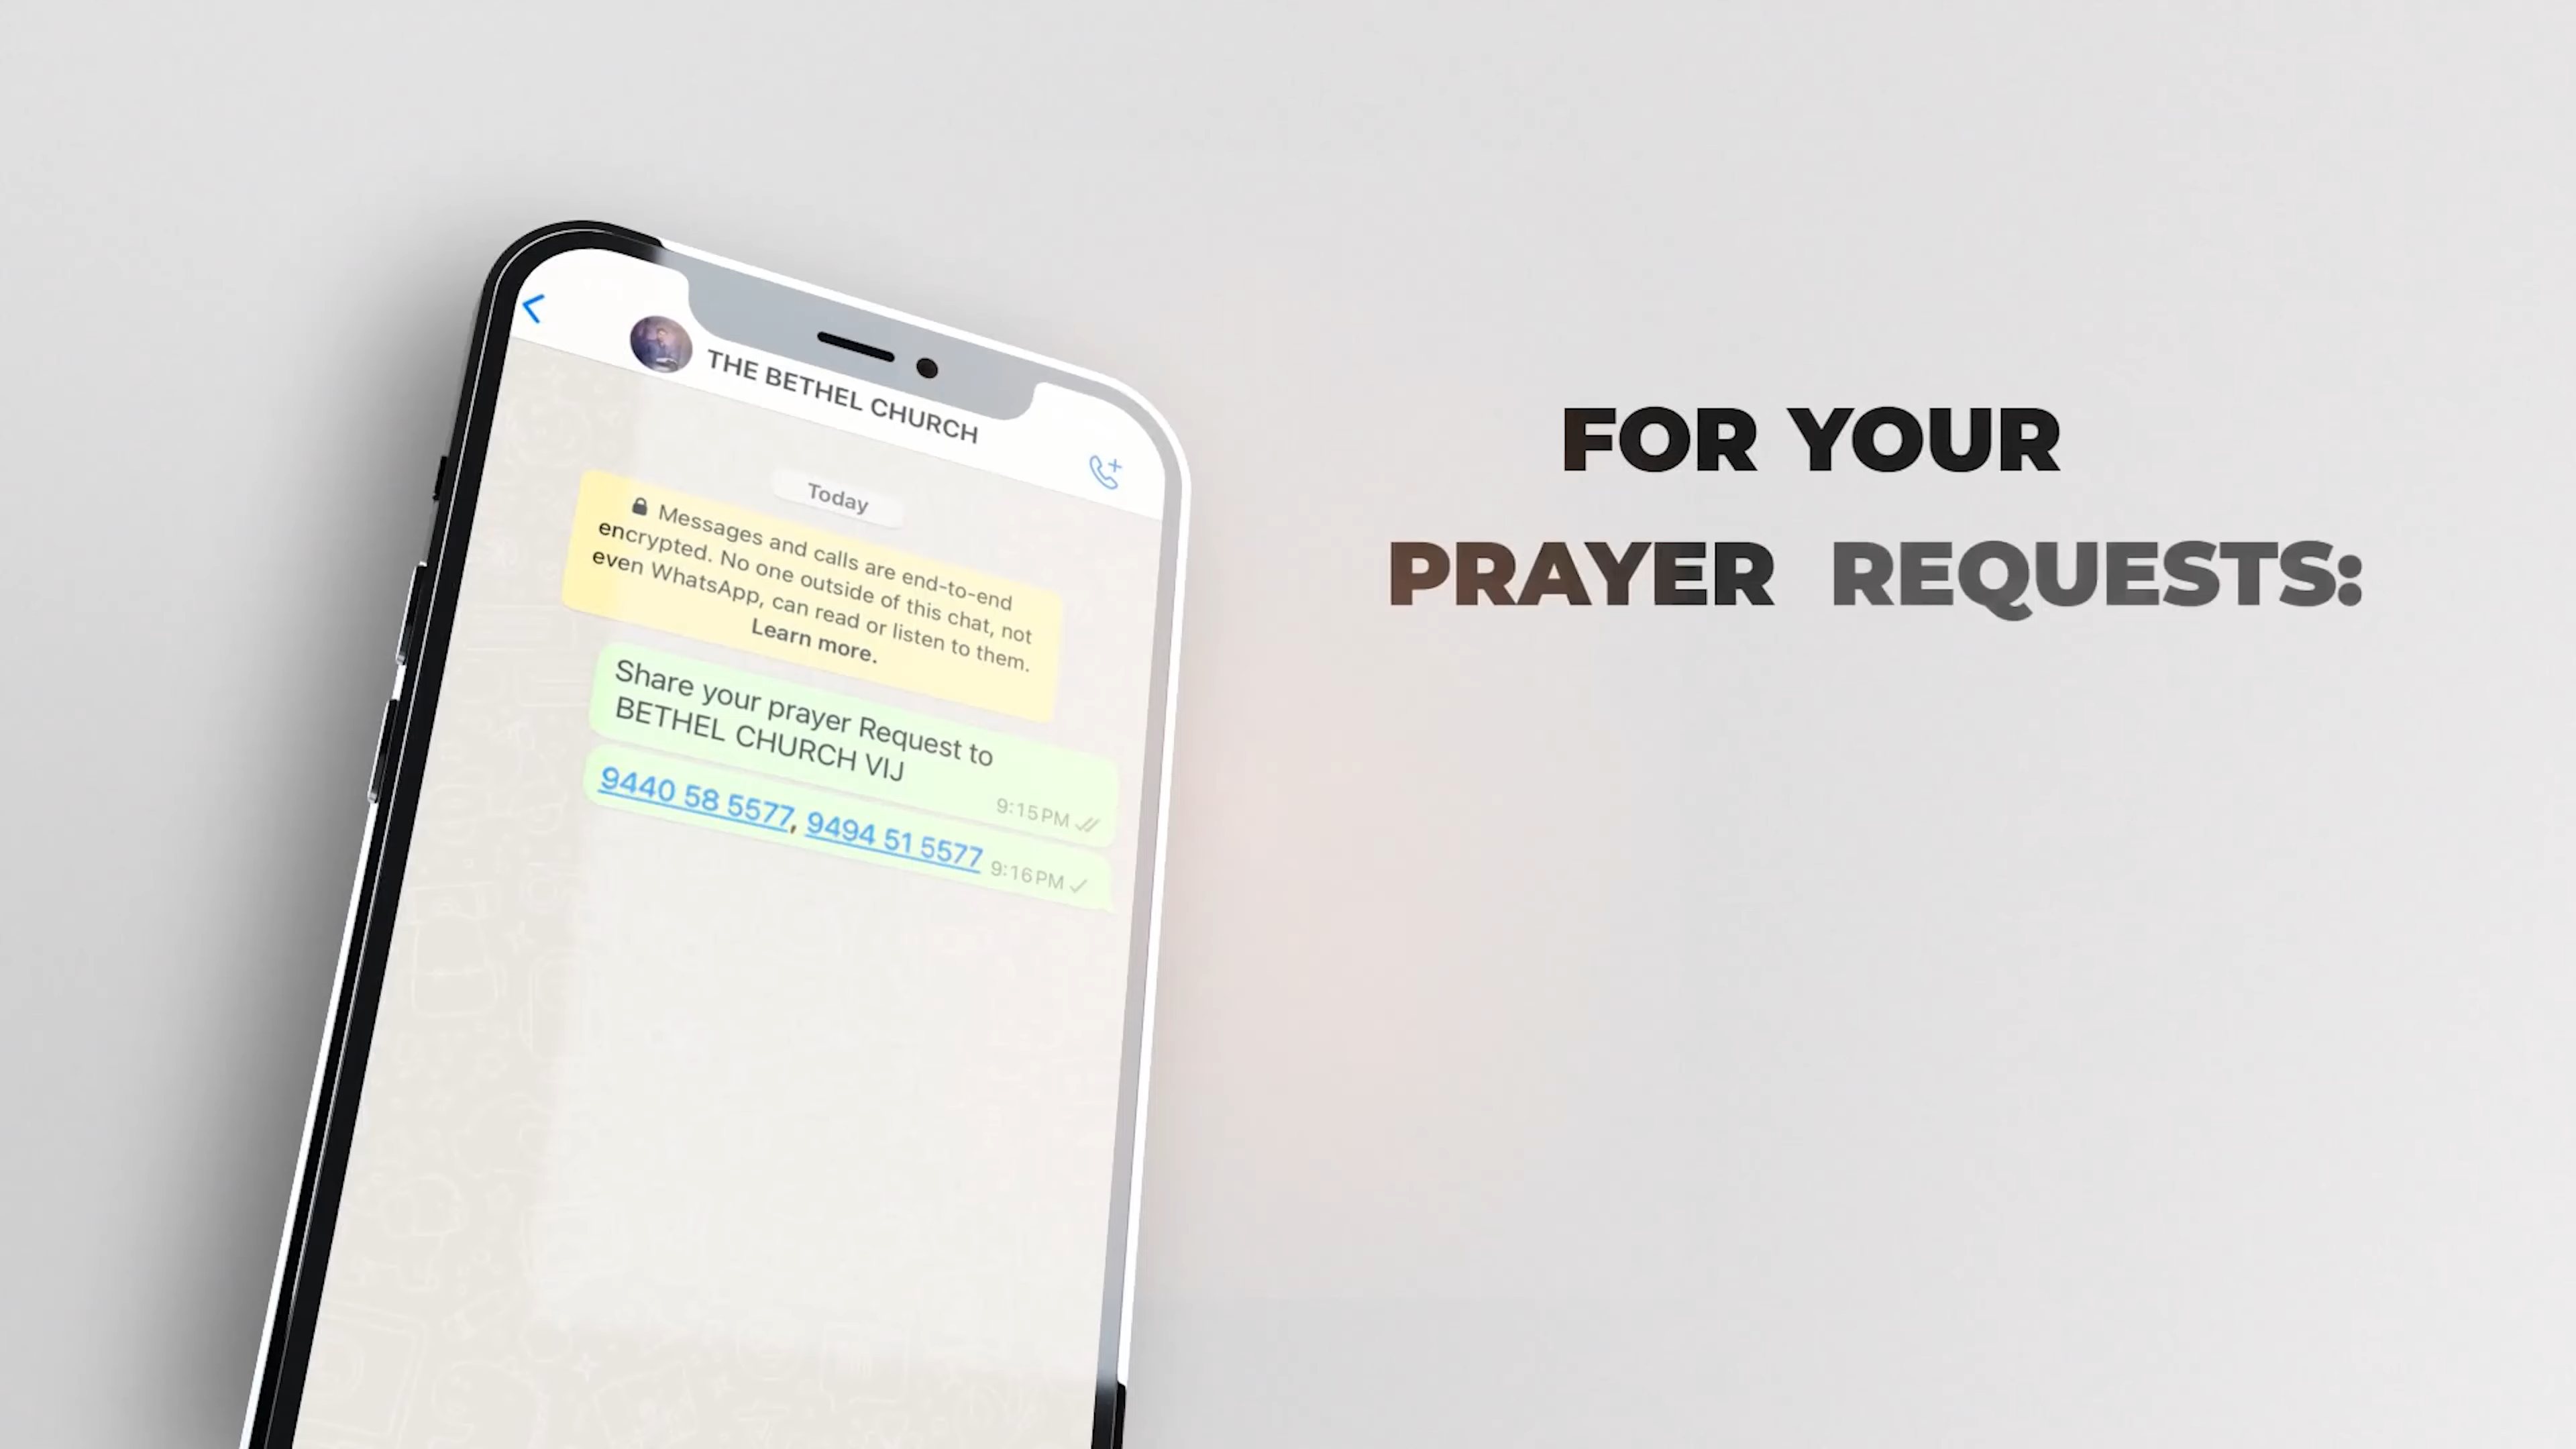 THE BETHEL CHURCH
Today
Messages and calls are end-to-end
encrypted. No one outside of this chat, not
even WhatsApp, can read or listen to them.
Learn more.
Share your prayer Request to
BETHEL CHURCH VIJ
9:15 PM
9440 58 5577, 9494 51 5577 9:16 PM
FOR YOUR
PRAYER REQUESTS: